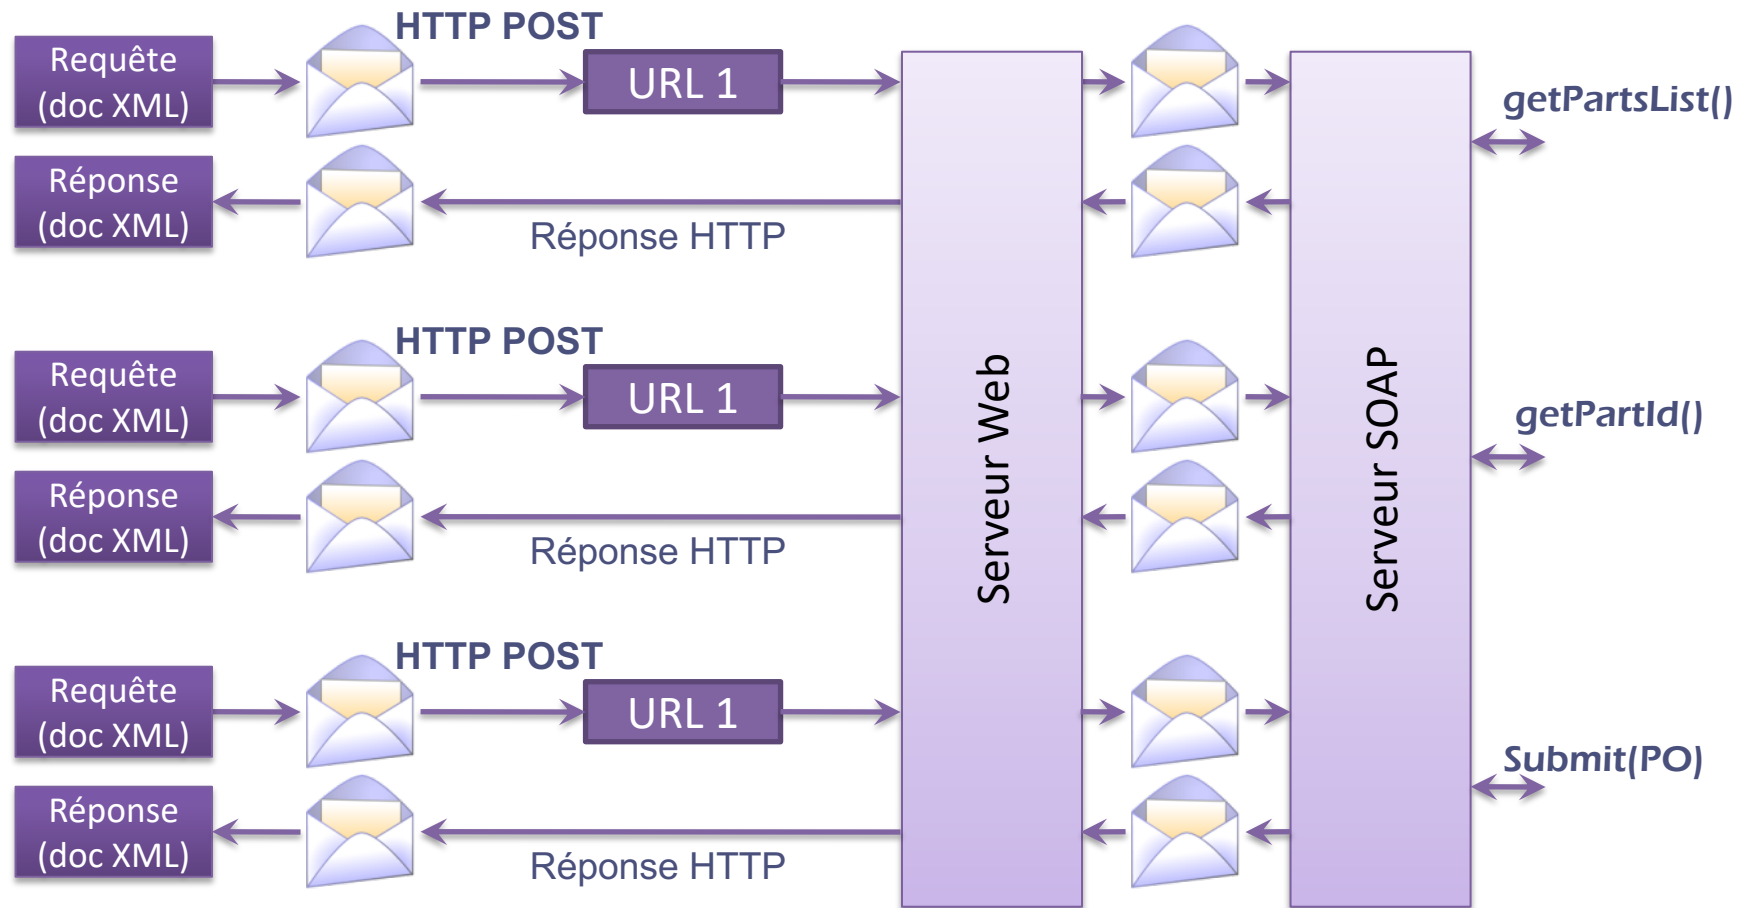 HTTP POST
Requête
(doc XML)
URL 1
getPartsList()
Réponse
(doc XML)
Réponse HTTP
HTTP POST
Requête
(doc XML)
URL 1
Serveur Web
Serveur SOAP
getPartId()
Réponse
(doc XML)
Réponse HTTP
HTTP POST
Requête
(doc XML)
URL 1
Submit(PO)
Réponse
(doc XML)
Réponse HTTP